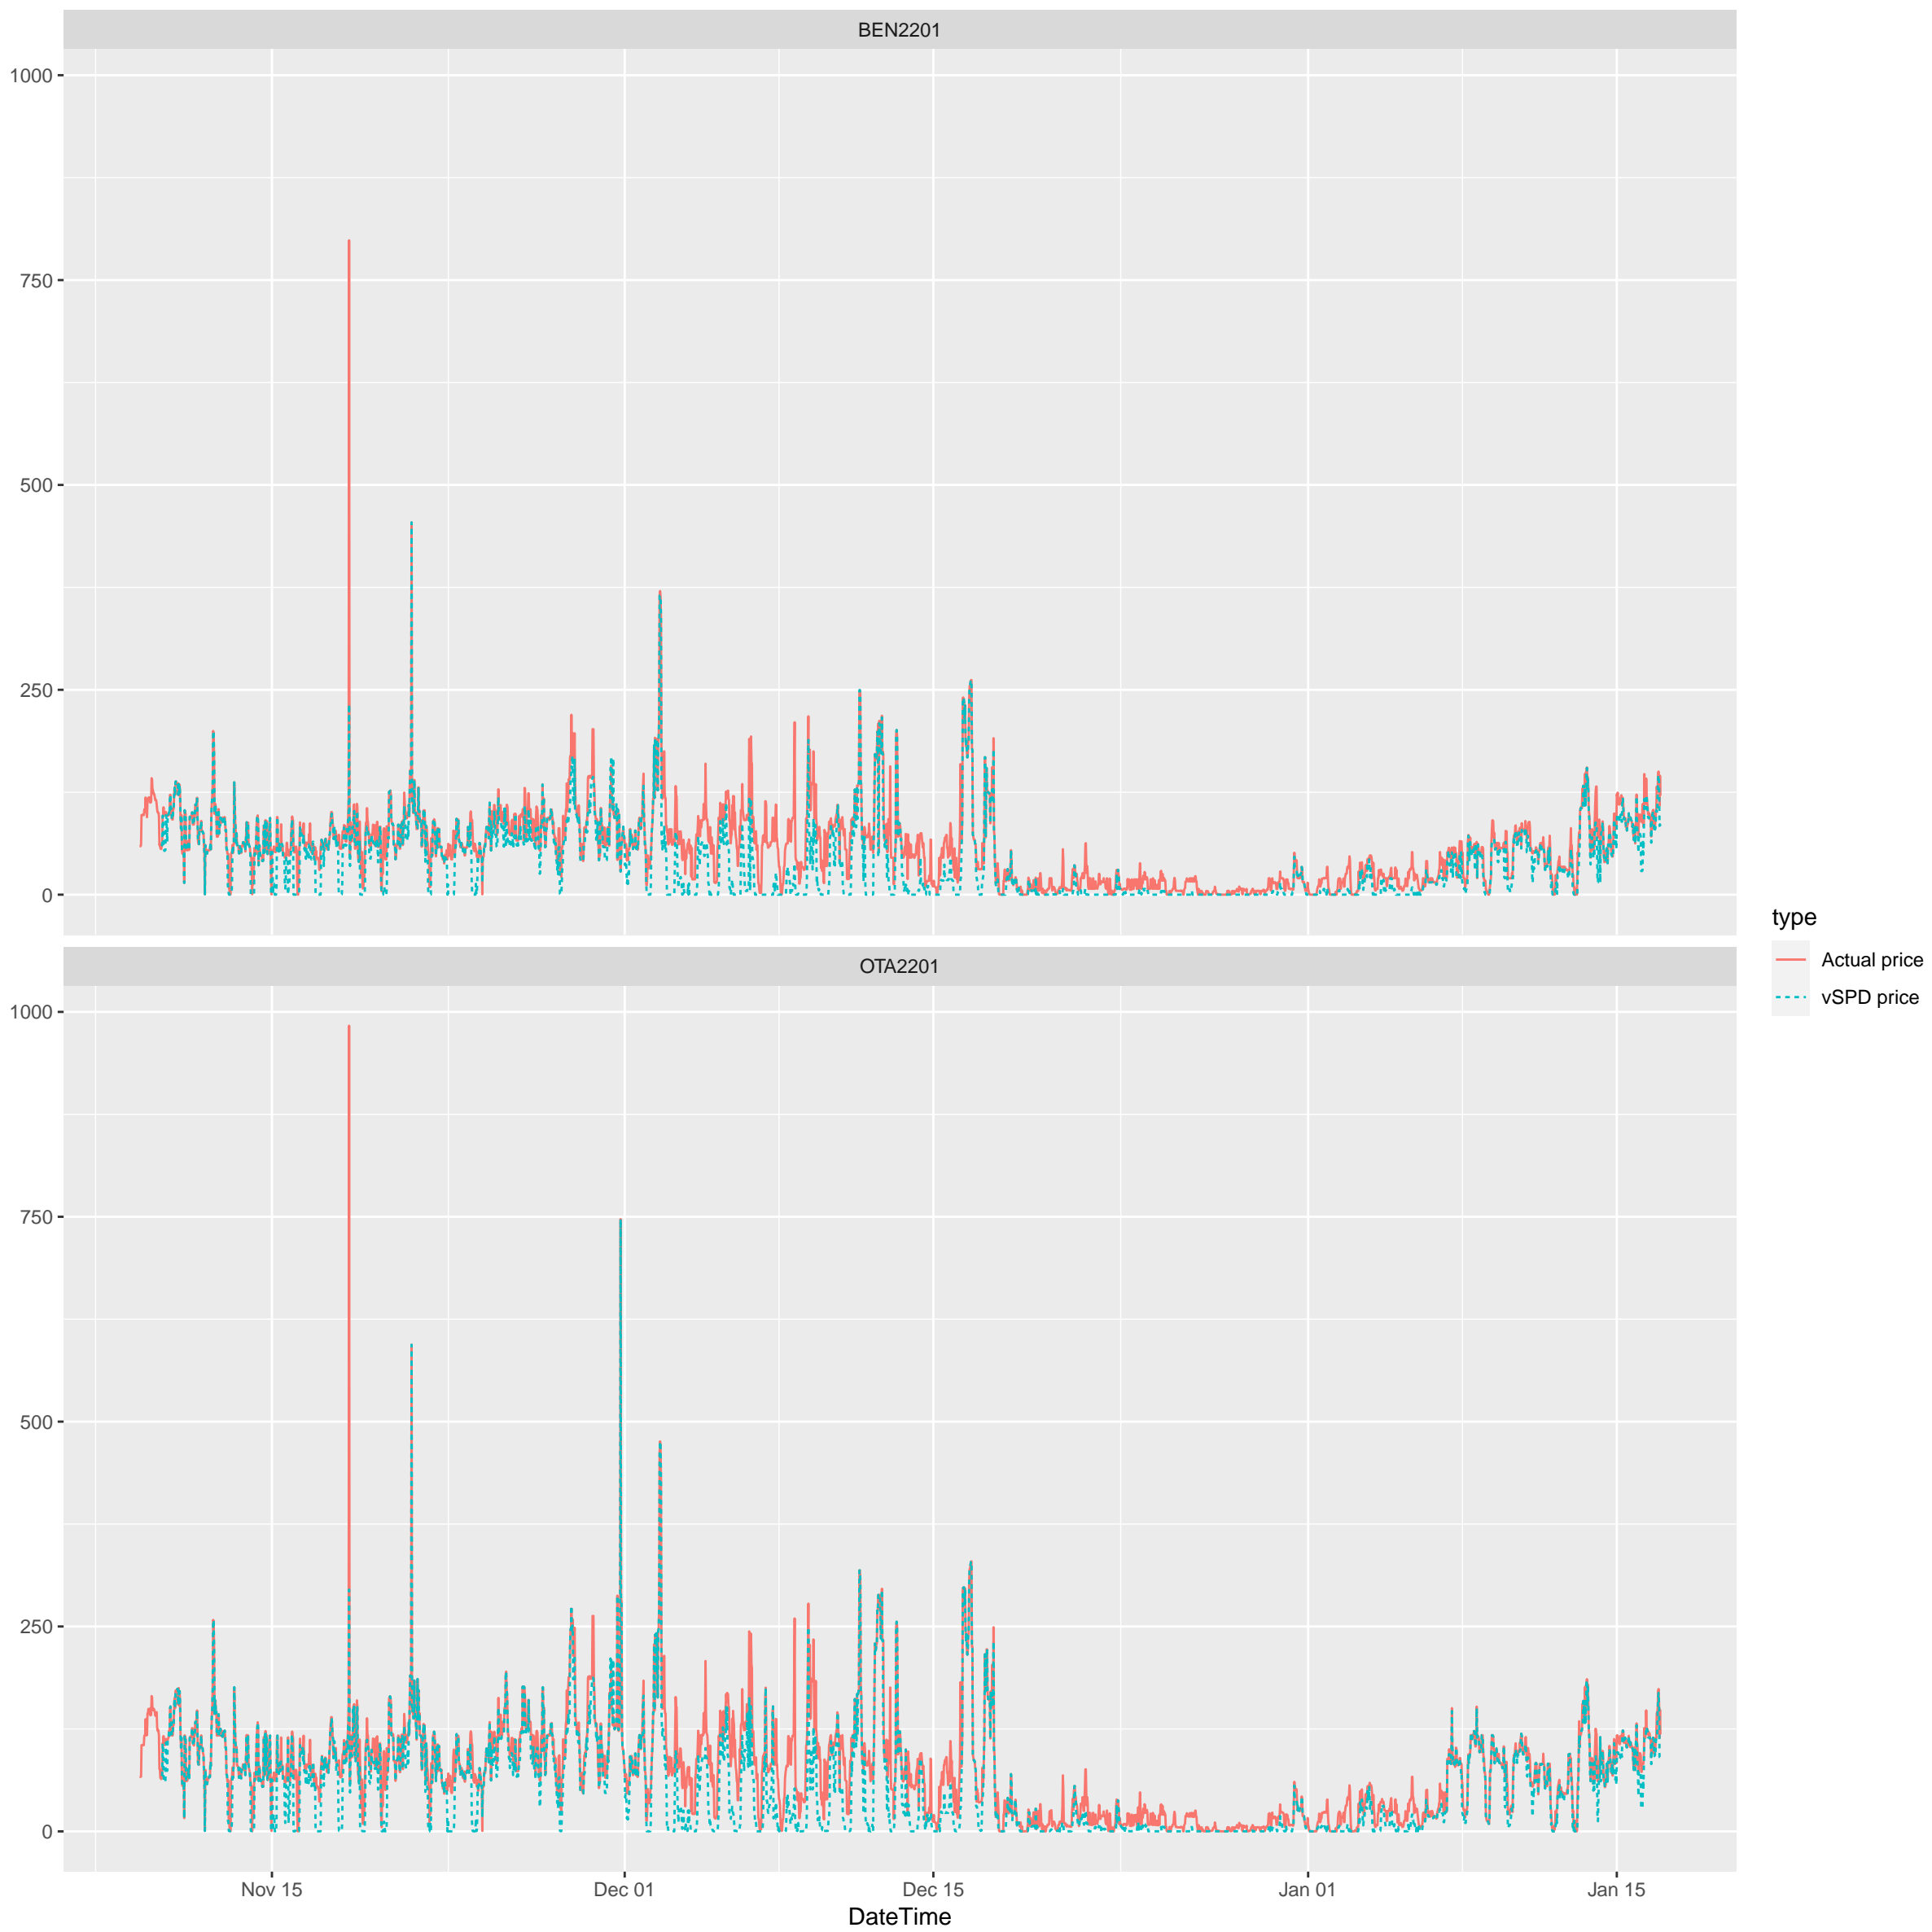 BEN2201
1000
750
500
250
0
OTA2201
1000
750
500
250
0
Nov 15
Dec 01
Dec 15
Jan 01
Jan 15
DateTime
type
Actual price
vSPD price